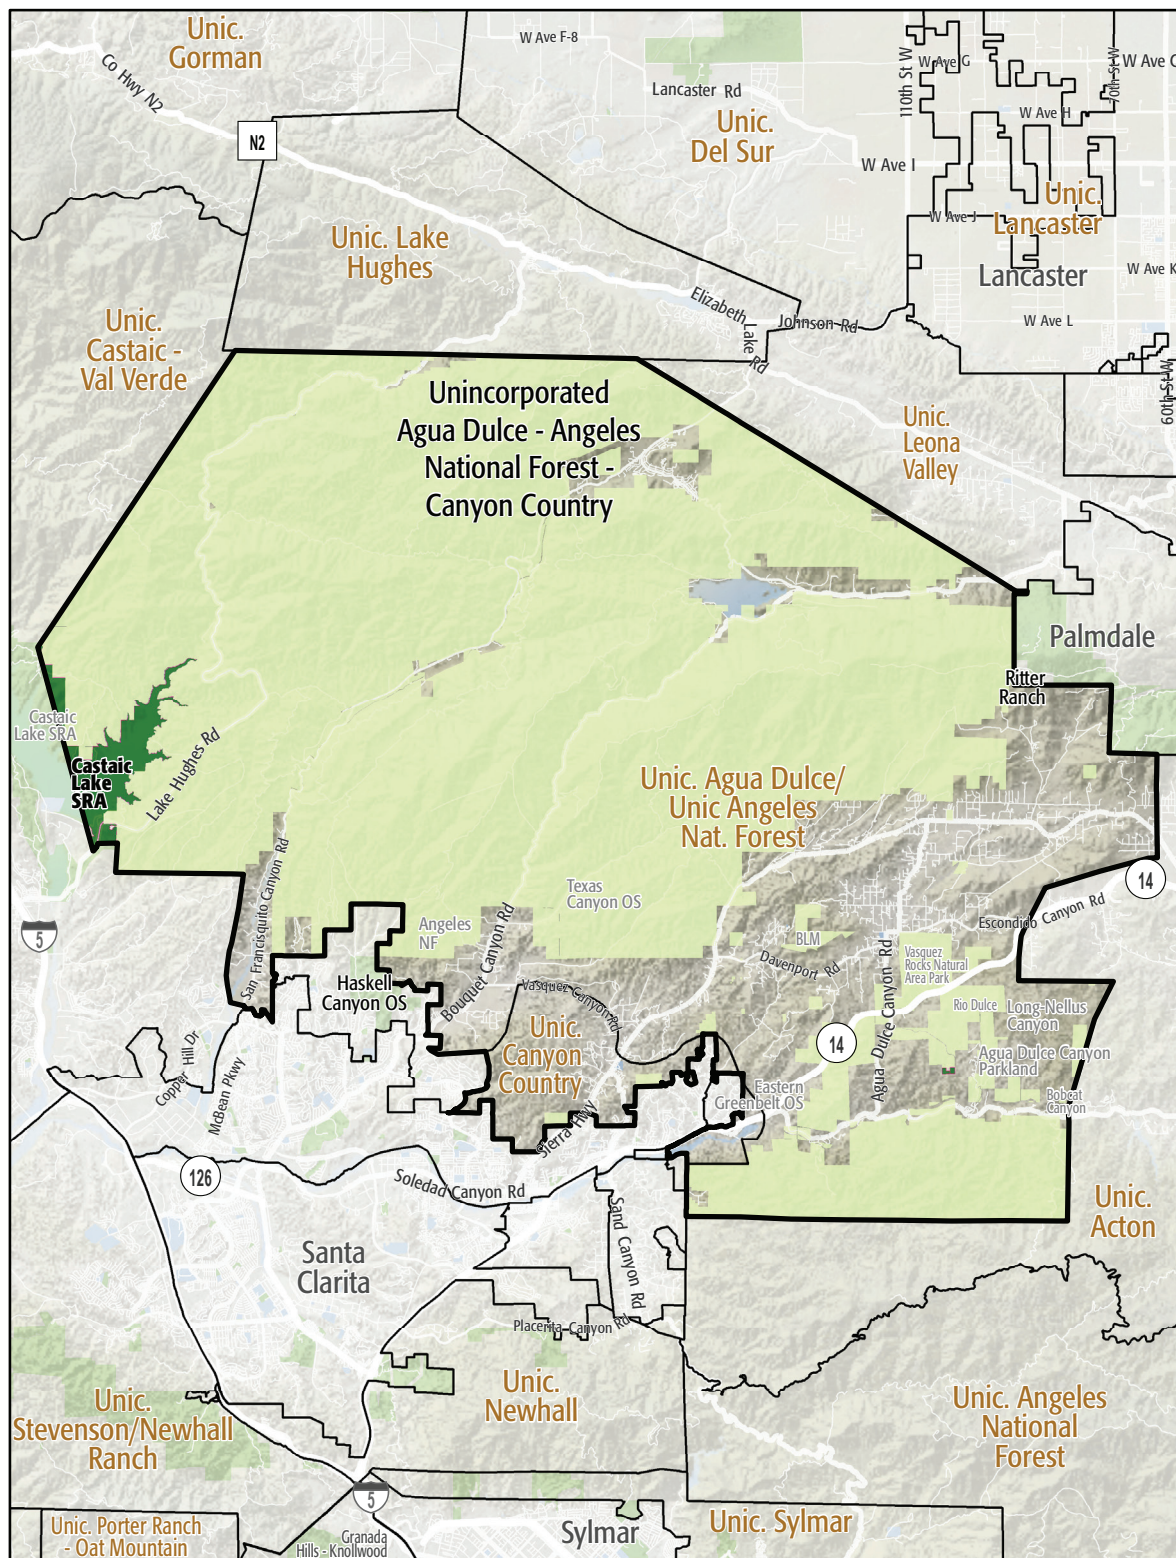 Unic.
Gorman
Co Hwy N2
N2
W Ave F-8
Lancaster Rd
Unic.
Del Sur
110th St W
W Ave G
70th St W
W Ave G
W Ave H
W Ave I
Unic.
Lancaster
W Ave J
Lancaster
W Ave K
W Ave L
60th St W
Unic. Lake
Hughes
Elizabeth
Lake Rd
Johnson Rd
Unic.
Castaic -
Val Verde
Unincorporated
Agua Dulce - Angeles
National Forest -
Canyon Country
Unic.
Leona
Valley
Palmdale
Ritter
Ranch
Castaic
Lake SRA
Castaic
Lake
SRA
Lake Hughes Rd
Unic. Agua Dulce/
Unic Angeles
Nat. Forest
14
5
San Francisquito Canyon Rd
Texas
Canyon OS
Angeles
NF
Bouquet Canyon Rd
Escondido Canyon Rd
BLM
Davenport Rd
Agua Dulce Canyon Rd
Vasquez
Rocks Natural
Area Park
Haskell
Canyon OS
Vasquez Canyon Rd
Rio Dulce
Long-Nellus
Canyon
Unic.
Canyon
Country
14
Agua Dulce Canyon
Parkland
Copper Hill Dr
McBean Pkwy
Eastern
Greenbelt OS
Bobcat
Canyon
Sierra Hwy
126
Soledad Canyon Rd
Sand Canyon Rd
Unic.
Acton
Santa
Clarita
Placerita Canyon Rd
Unic.
Newhall
Unic.
Stevenson/Newhall
Ranch
Unic. Angeles
National
Forest
5
Unic. Porter Ranch
- Oat Mountain
Granada
Hills - Knollwood
Sylmar
Unic. Sylmar